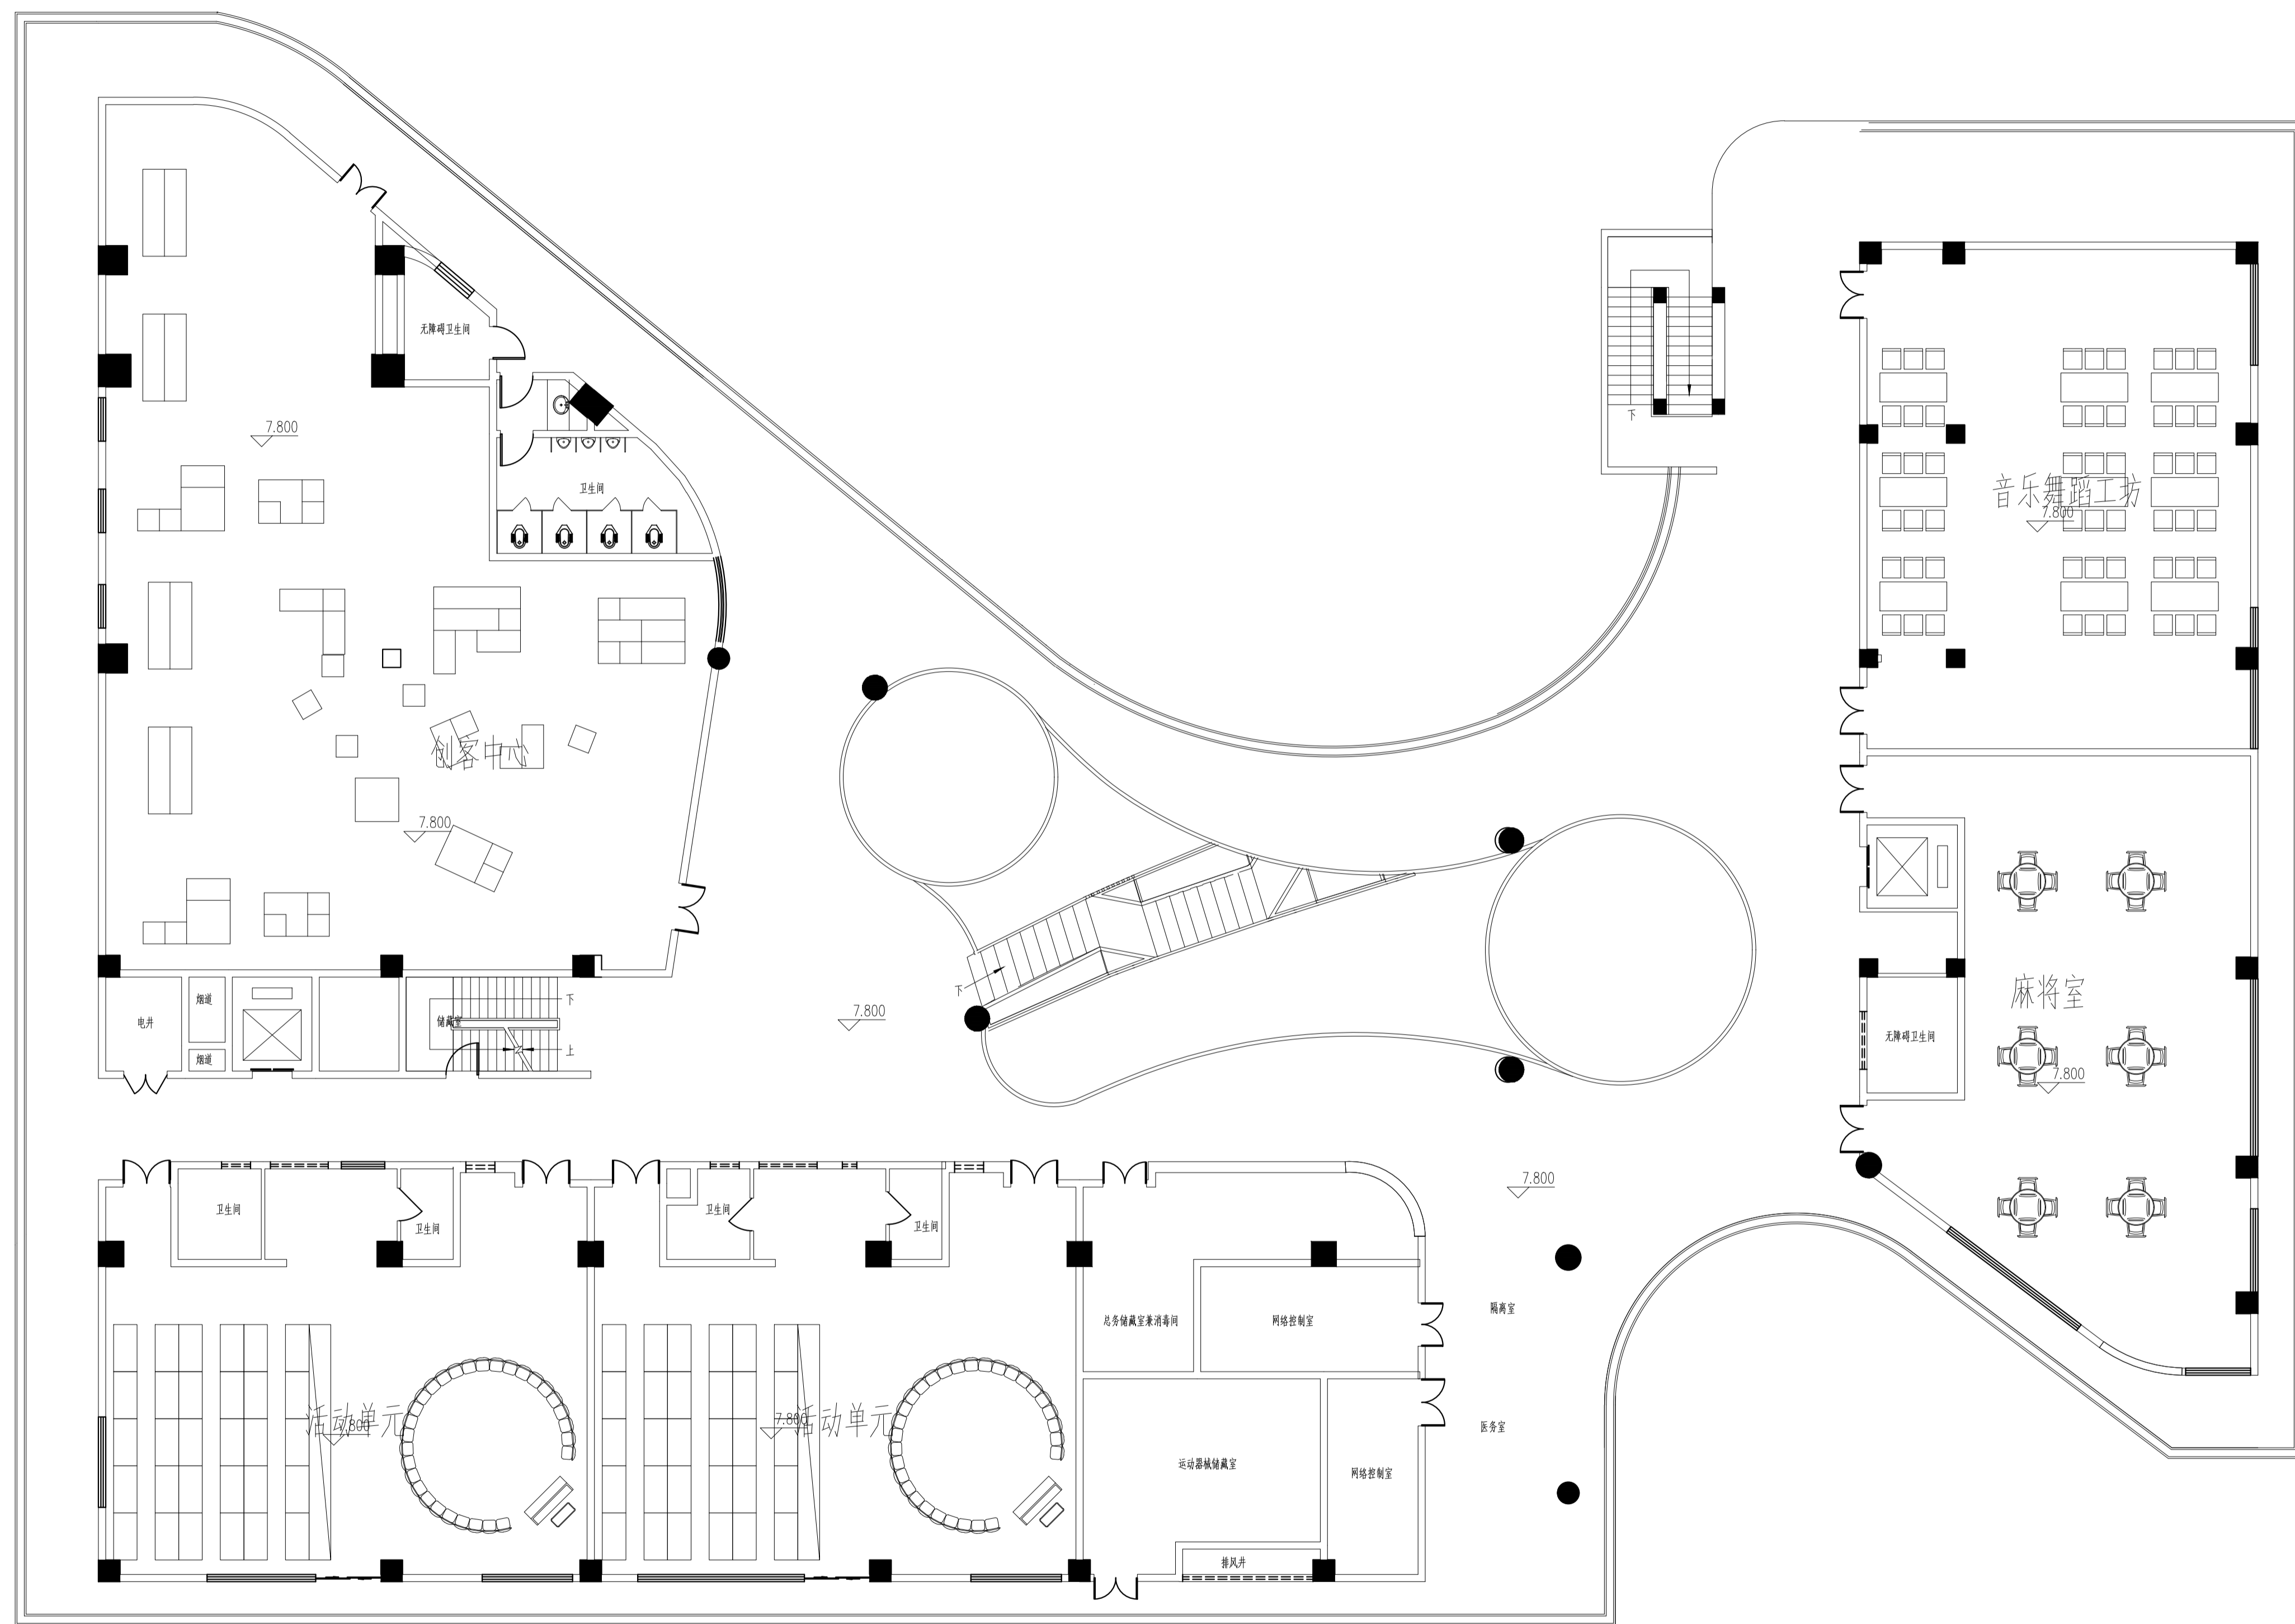 无障碍卫生间
下
7.800
卫生间
音乐舞蹈工坊
7.800
创客中心
7.800
下
7.800
电井
烟道
烟道
储藏室
下
上
麻将室
无障碍卫生间
7.800
7.800
卫生间
卫生间
卫生间
卫生间
总务储藏室兼消毒间
网络控制室
隔离室
活动单元
7.800
活动单元
7.800
运动器械储藏室
网络控制室
医务室
排风井